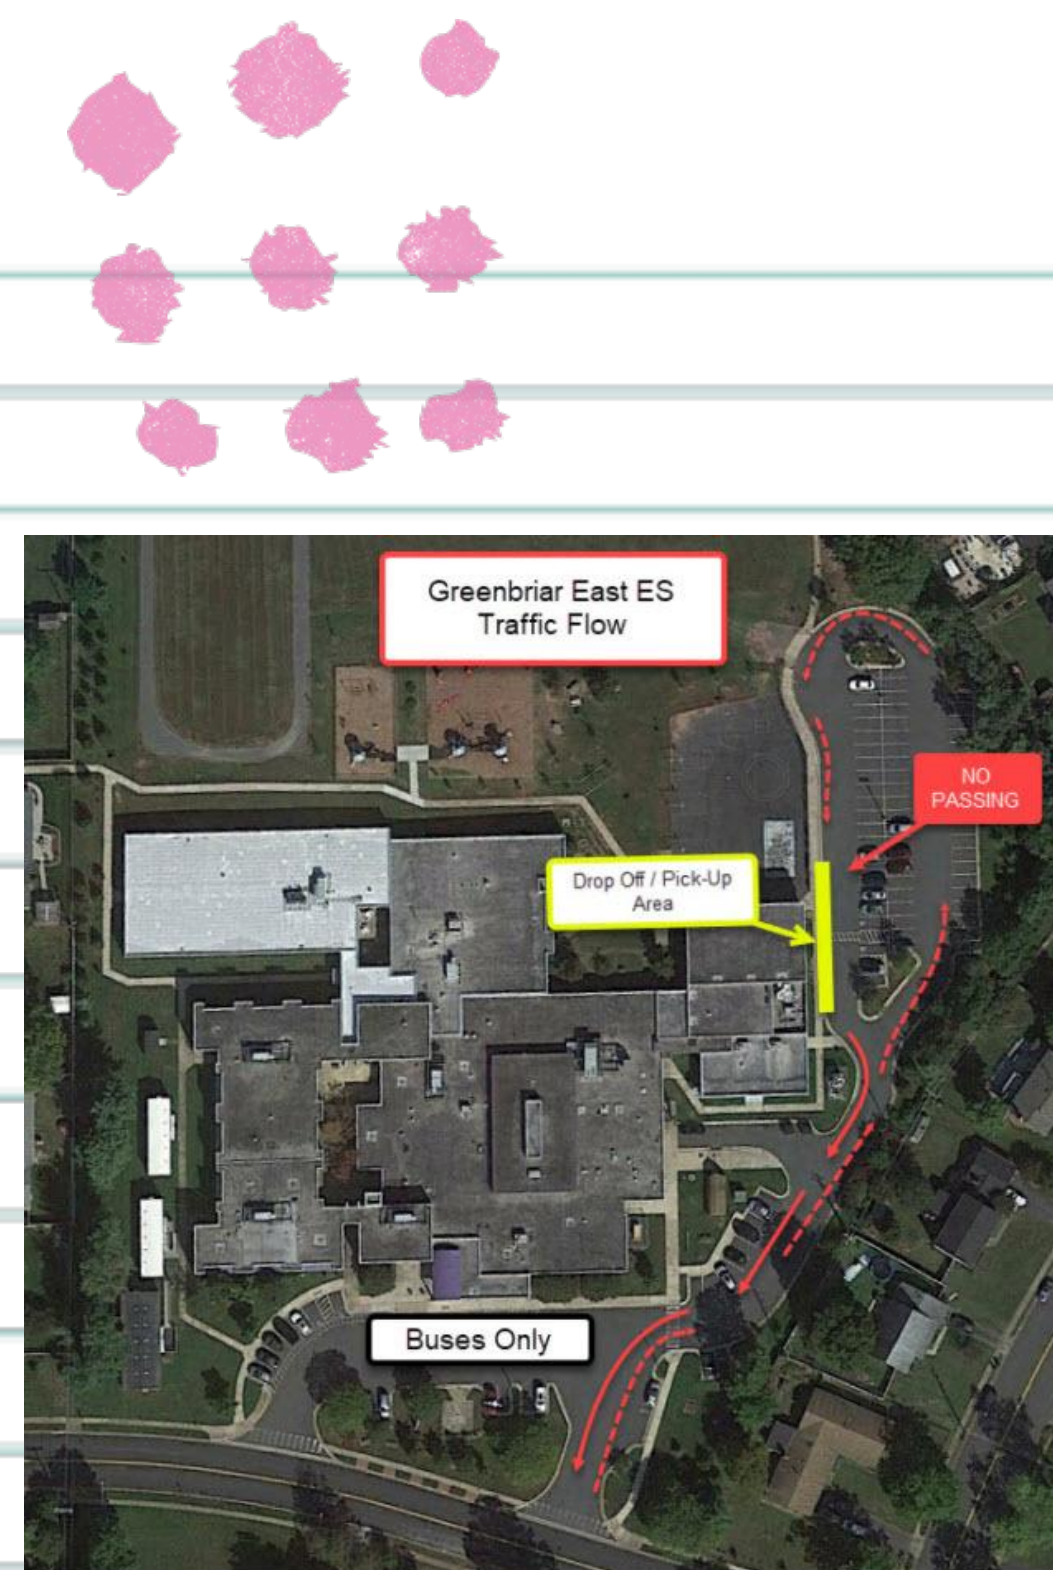 Greenbriar East ES
Traffic Flow
NO
PASSING
Drop Off / Pick-Up
Area
Buses Only